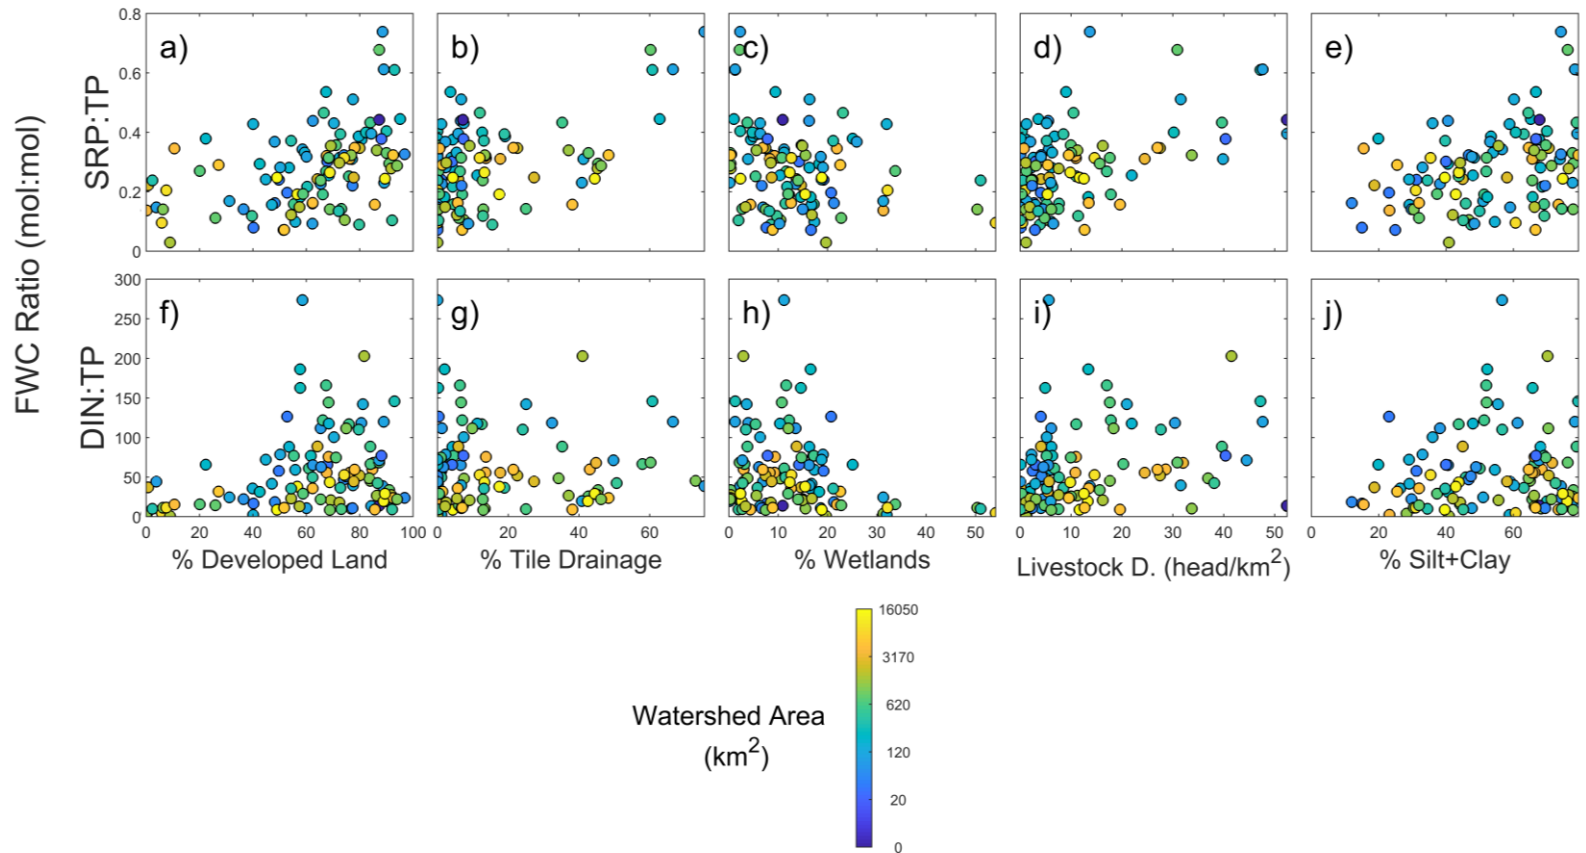 FWC Ratio (mol:mol)
SRP:TP
0.8
0.6
0.4
0.2
0
a)
b)
c)
d)
e)
DIN:TP
300
250
200
150
100
50
0
f)
g)
h)
i)
j)
0 20 40 60 80 100
0 20 40 60
0 10 20 30 40 50
0 10 20 30 40 50
20 40 60
% Developed Land
% Tile Drainage
% Wetlands
Livestock D. (head/km²)
% Silt+Clay
Watershed Area
(km²)
16050
3170
620
120
20
0